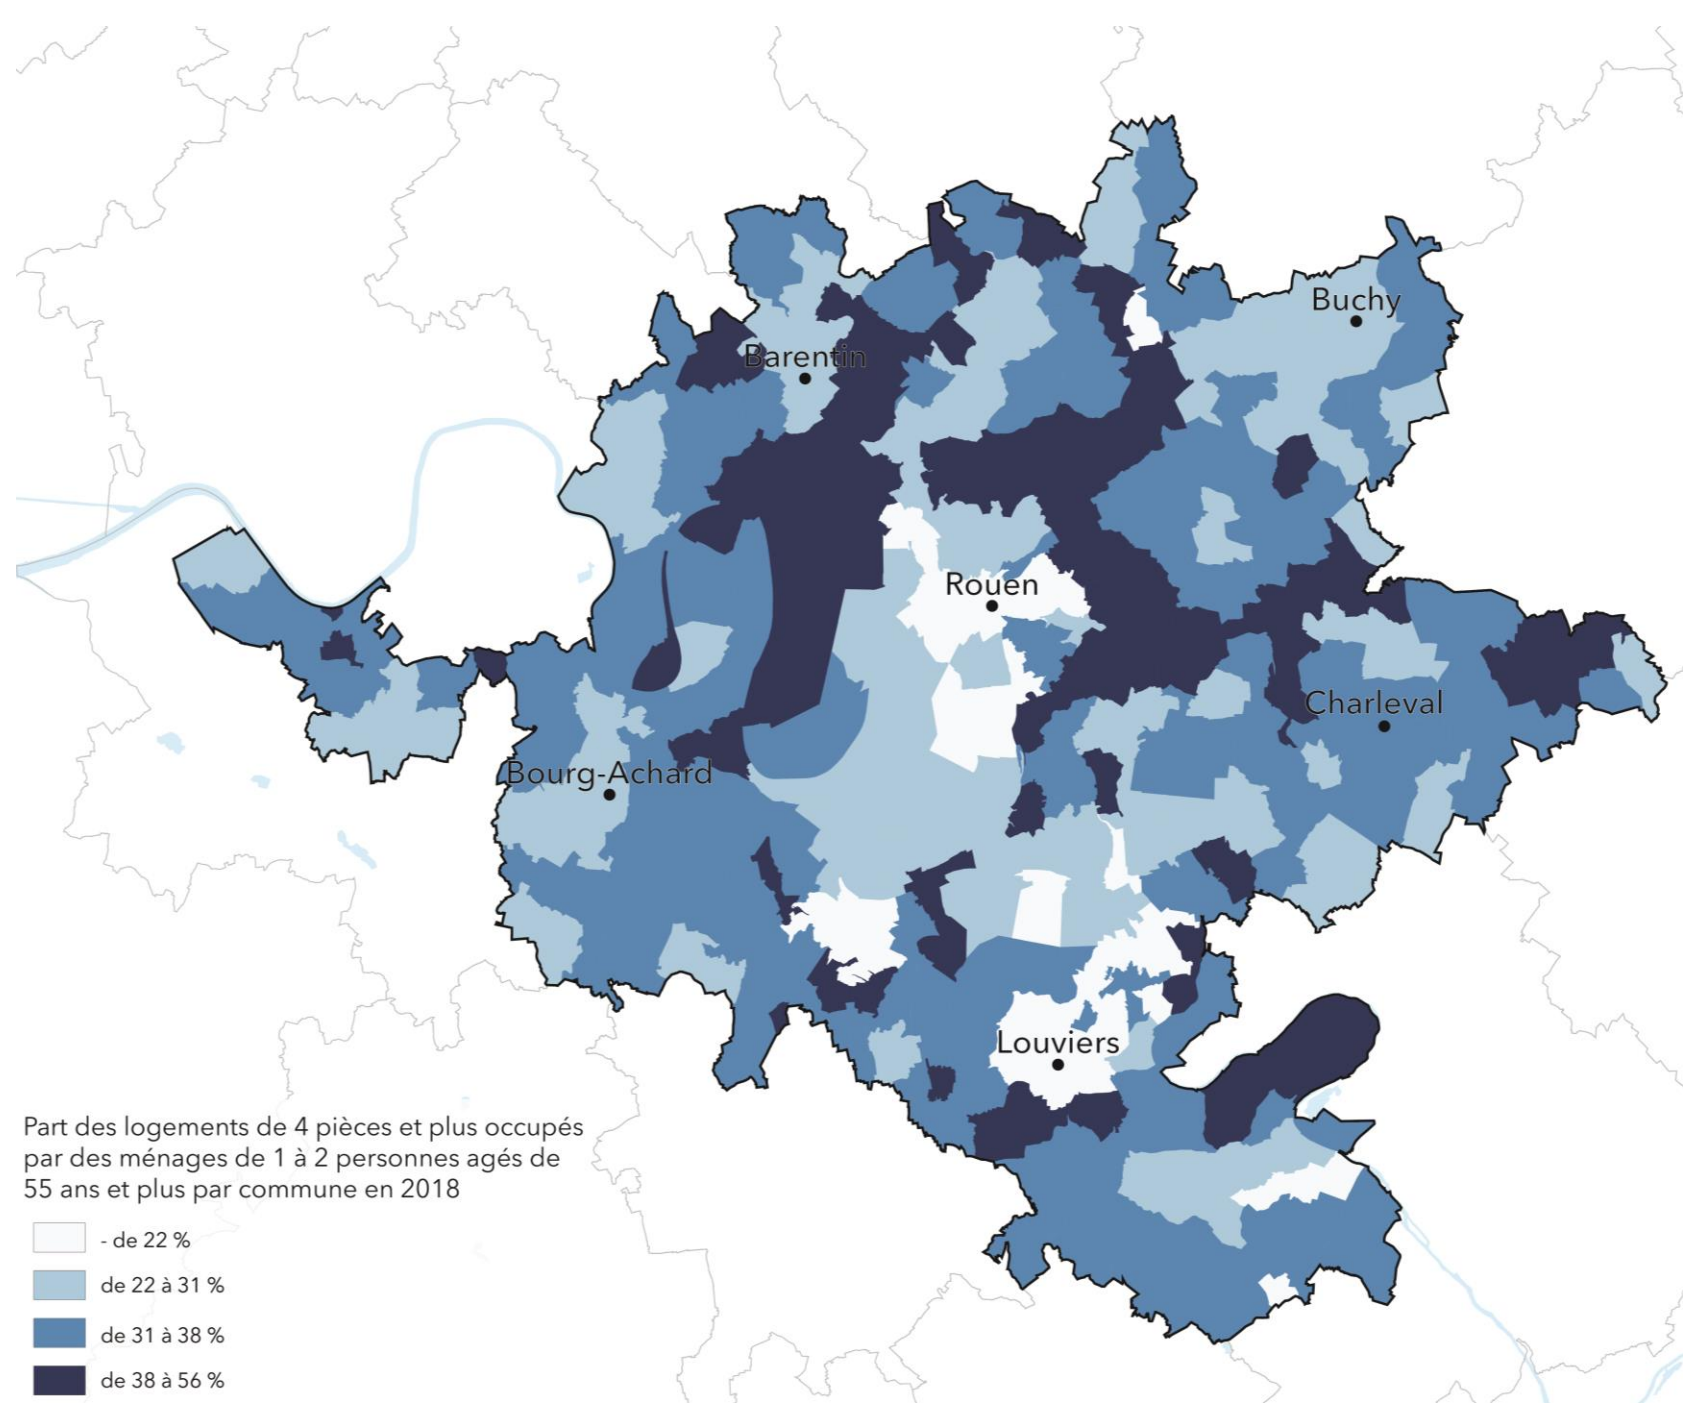 Buchy
Barentin
Rouen
Charleval
Bourg-Achard
Louviers
Part des logements de 4 pièces et plus occupés
par des ménages de 1 à 2 personnes agés de
55 ans et plus par commune en 2018
- de 22 %
de 22 à 31 %
de 31 à 38 %
de 38 à 56 %